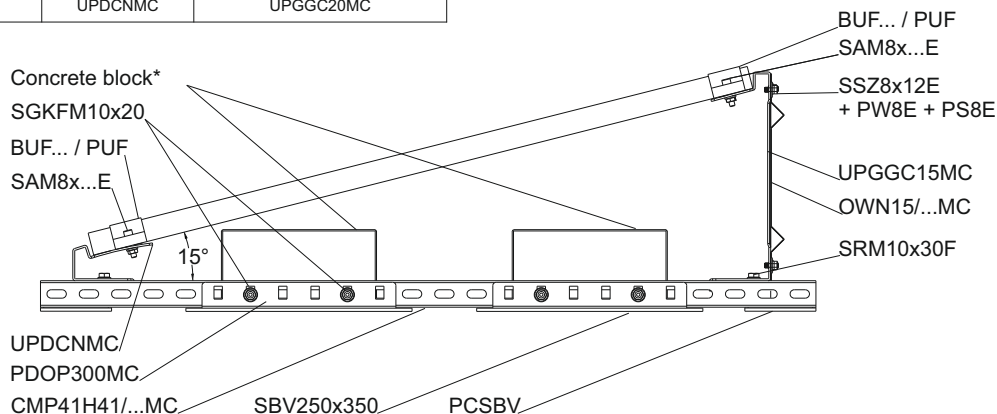 UPDCNMC
UPGGC20MC
BUF... / PUF
SAM8x...E
SSZ8x12E
+ PW8E + PS8E
UPGGC15MC
OWN15/...MC
SRM10x30F
Concrete block*
SGKFM10x20
BUF... / PUF
SAM8x...E
15°
UPDCNMC
PDOP300MC
CMP41H41/...MC
SBV250x350
PCSBV